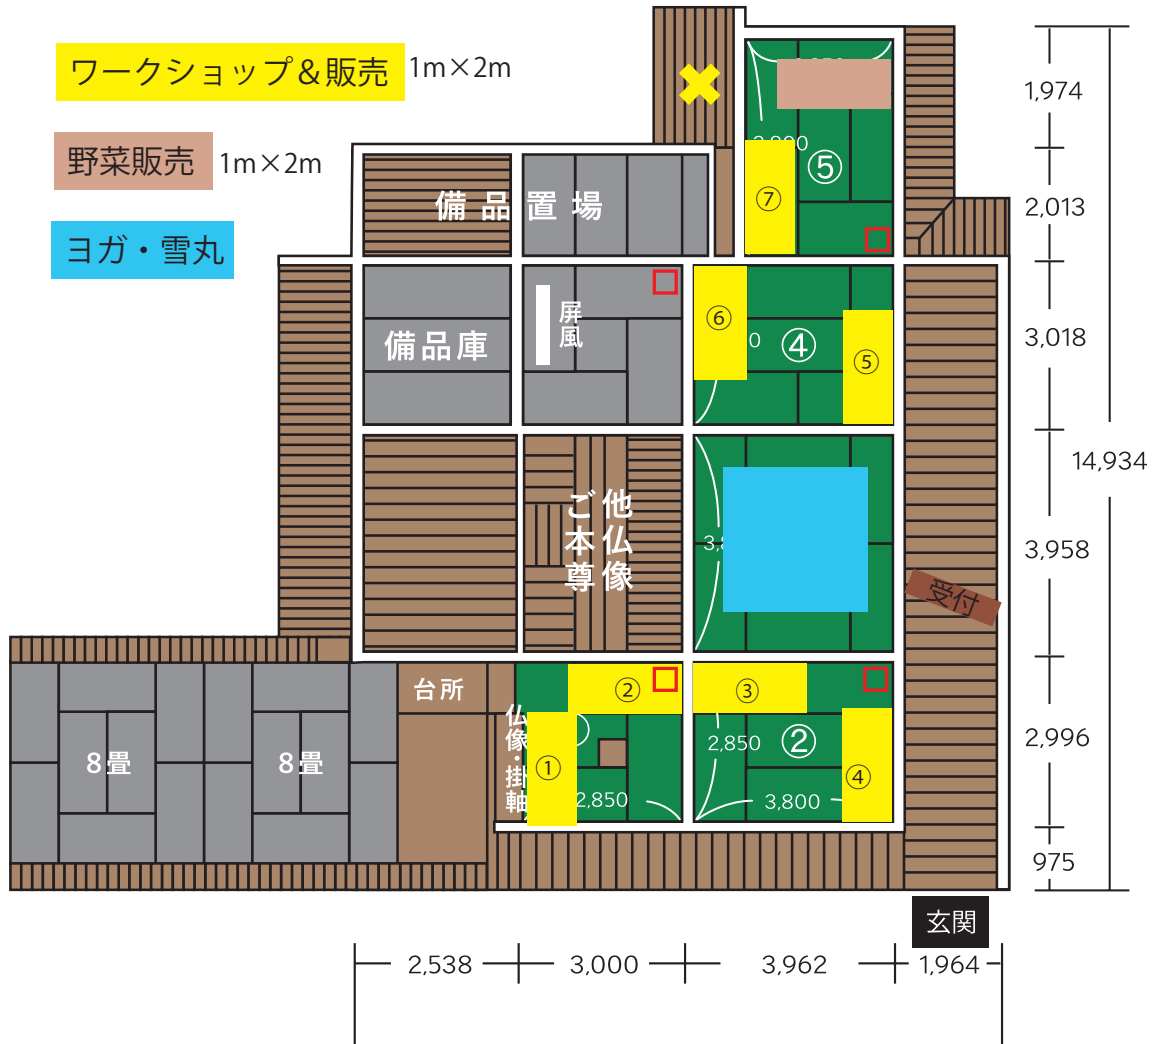 ワークショップ＆販売 1m×2m
野菜販売 1m×2m
ヨガ・雪丸
備品置場
備品庫
屏風
ご本尊
他仏像
台所
仏像・掛軸
8畳
8畳
⑤
⑦
④
⑥
⑤
②
③
①
②
④
2,850
2,850
3,800
受付
玄関
1,974
2,013
3,018
3,958
2,996
975
14,934
2,538
3,000
3,962
1,964